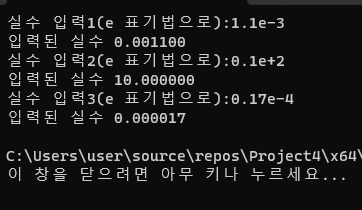 실수 입력1(e 표기법으로):1.1e-3
입력된 실수 0.001100
실수 입력2(e 표기법으로):0.1e+2
입력된 실수 10.000000
실수 입력3(e 표기법으로):0.17e-4
입력된 실수 0.000017
C:\Users\user\source\repos\Project4\x64\
이 창을 닫으려면 아무 키나 누르세요...